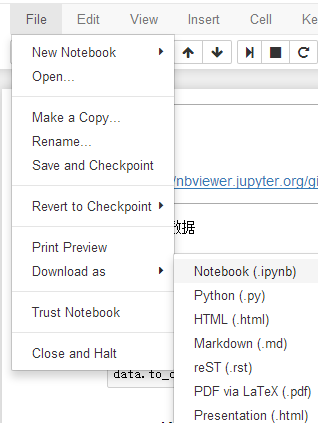 File Edit View Insert Cell
New Notebook
Open...
Make a Copy...
Rename...
Save and Checkpoint
/nbviewer.jupyter.org/gi
Revert to Checkpoint
数据
Print Preview
Download as
Notebook (.ipynb)
Python (.py)
Trust Notebook
HTML (.html)
Markdown (.md)
Close and Halt
reST (.rst)
data.to_
PDF via LaTeX (.pdf)
Presentation (.html)